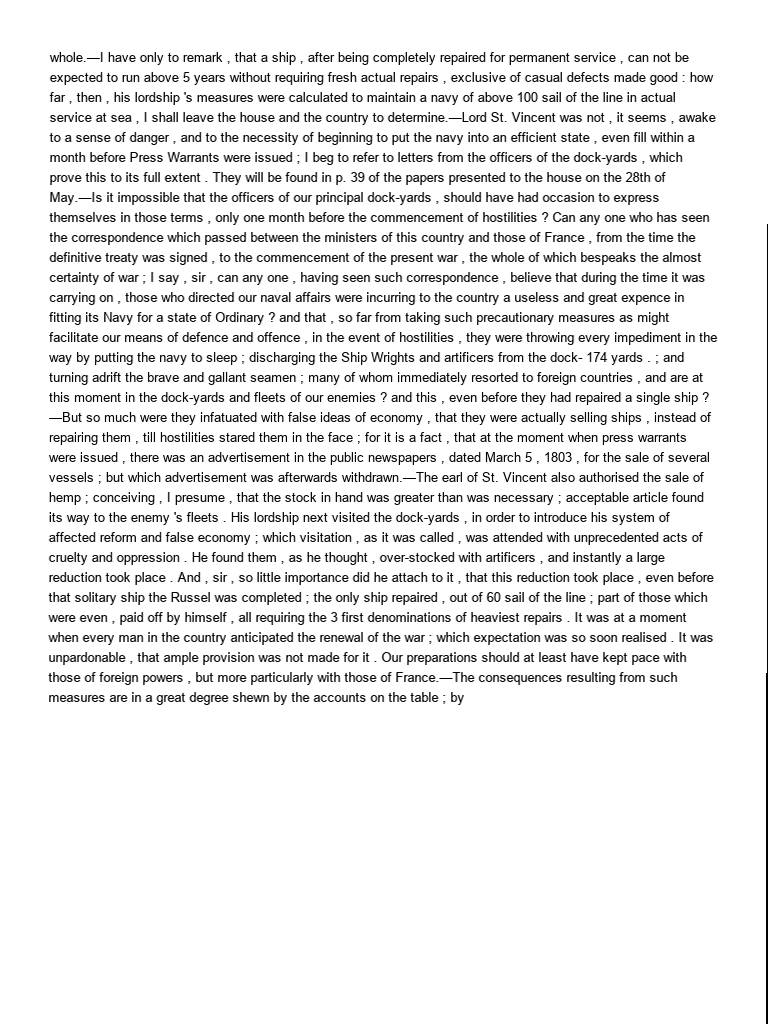 whole.—I have only to remark , that a ship , after being completely repaired for permanent service , can not be
expected to run above 5 years without requiring fresh actual repairs , exclusive of casual defects made good : how
far , then , his lordship 's measures were calculated to maintain a navy of above 100 sail of the line in actual
service at sea , I shall leave the house and the country to determine.—Lord St. Vincent was not , it seems , awake
to a sense of danger , and to the necessity of beginning to put the navy into an efficient state , even fill within a
month before Press Warrants were issued ; I beg to refer to letters from the officers of the dock-yards , which
prove this to its full extent . They will be found in p. 39 of the papers presented to the house on the 28th of
May.—Is it impossible that the officers of our principal dock-yards , should have had occasion to express
themselves in those terms , only one month before the commencement of hostilities ? Can any one who has seen
the correspondence which passed between the ministers of this country and those of France , from the time the
definitive treaty was signed , to the commencement of the present war , the whole of which bespeaks the almost
certainty of war ; I say , sir , can any one , having seen such correspondence , believe that during the time it was
carrying on , those who directed our naval affairs were incurring to the country a useless and great expence in
fitting its Navy for a state of Ordinary ? and that , so far from taking such precautionary measures as might
facilitate our means of defence and offence , in the event of hostilities , they were throwing every impediment in the
way by putting the navy to sleep ; discharging the Ship Wrights and artificers from the dock- 174 yards . ; and
turning adrift the brave and gallant seamen ; many of whom immediately resorted to foreign countries , and are at
this moment in the dock-yards and fleets of our enemies ? and this , even before they had repaired a single ship ?
—But so much were they infatuated with false ideas of economy , that they were actually selling ships , instead of
repairing them , till hostilities stared them in the face ; for it is a fact , that at the moment when press warrants
were issued , there was an advertisement in the public newspapers , dated March 5 , 1803 , for the sale of several
vessels ; but which advertisement was afterwards withdrawn.—The earl of St. Vincent also authorised the sale of
hemp ; conceiving , I presume , that the stock in hand was greater than was necessary ; acceptable article found
its way to the enemy 's fleets . His lordship next visited the dock-yards , in order to introduce his system of
affected reform and false economy ; which visitation , as it was called , was attended with unprecedented acts of
cruelty and oppression . He found them , as he thought , over-stocked with artificers , and instantly a large
reduction took place . And , sir , so little importance did he attach to it , that this reduction took place , even before
that solitary ship the Russel was completed ; the only ship repaired , out of 60 sail of the line ; part of those which
were even , paid off by himself , all requiring the 3 first denominations of heaviest repairs . It was at a moment
when every man in the country anticipated the renewal of the war ; which expectation was so soon realised . It was
unpardonable , that ample provision was not made for it . Our preparations should at least have kept pace with
those of foreign powers , but more particularly with those of France.—The consequences resulting from such
measures are in a great degree shewn by the accounts on the table ; by